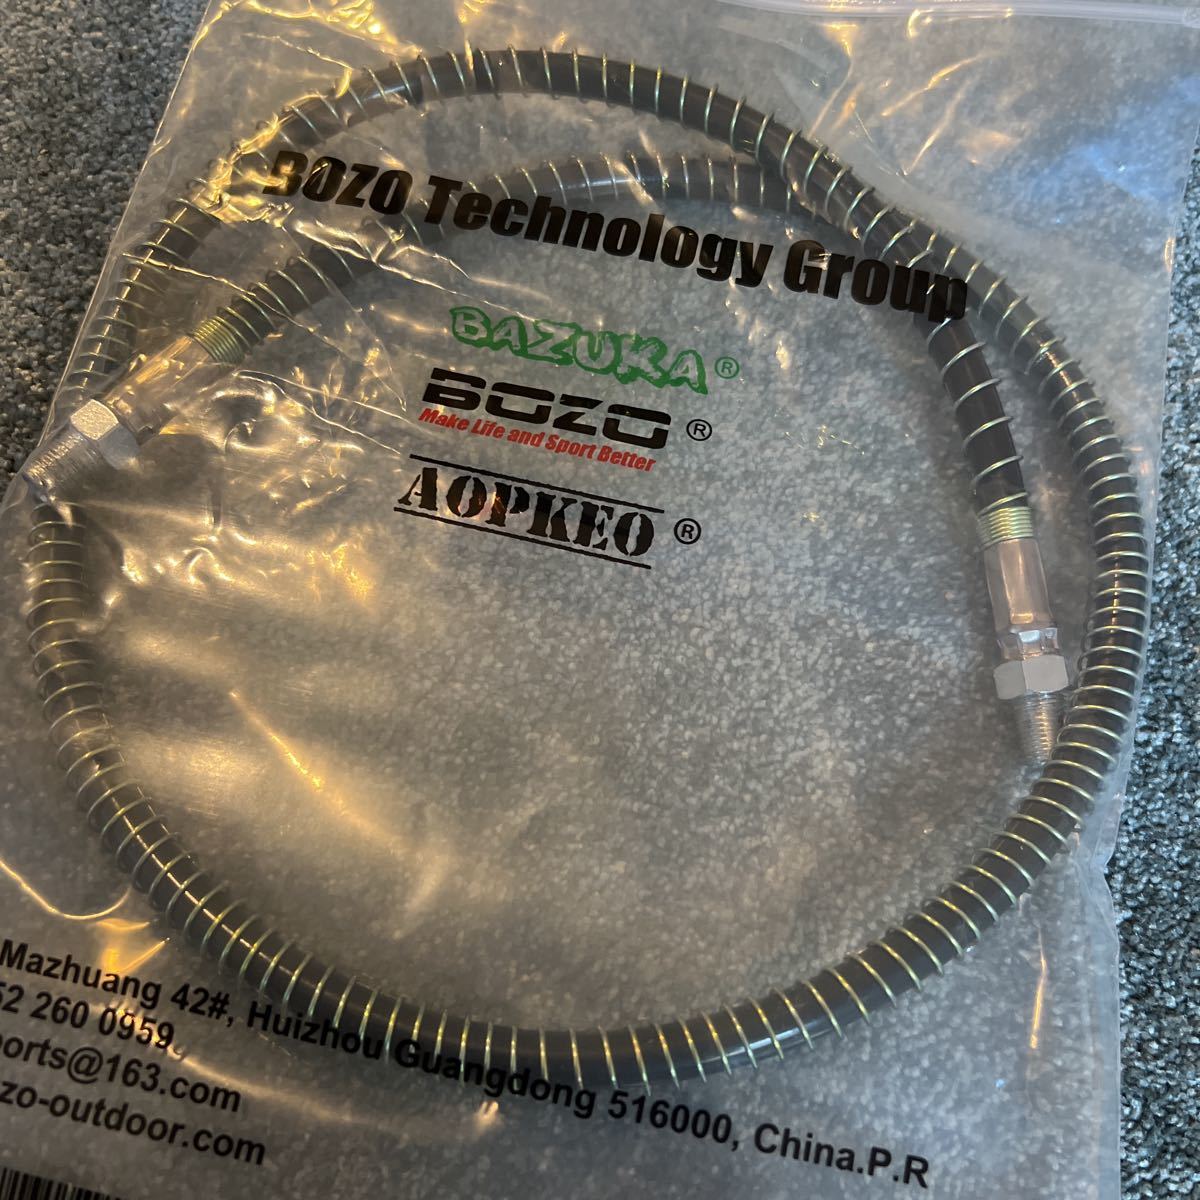 BOZO Technology Group
BAZUKA®
BOZO®
Make Life and Sport Better
AOPKEO®
Mazhuang 42#, Huizhou Guangdong 516000, China.P.R
52 260 0959
ports@163.com
zo-outdoor.com